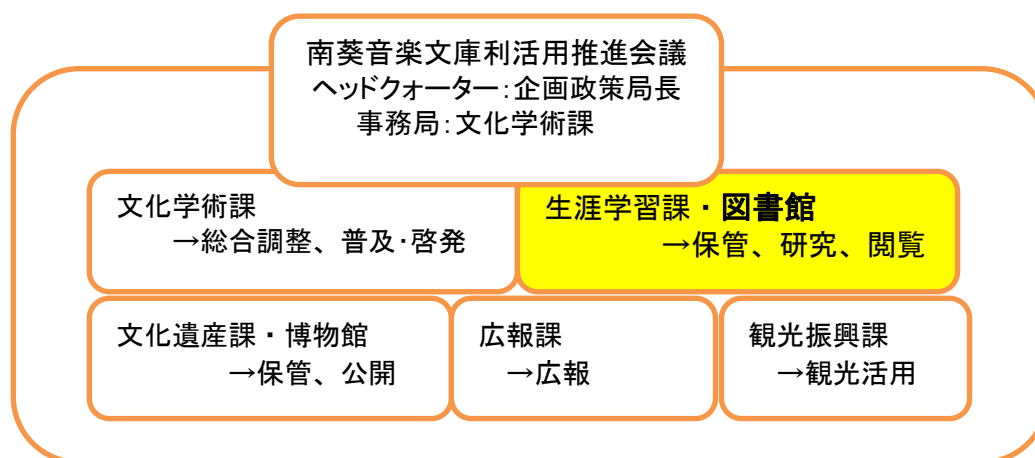 南葵音楽文庫利活用推進会議
ヘッドクォーター：企画政策局長
事務局：文化学術課
文化学術課
→総合調整、普及・啓発
生涯学習課・図書館
→保管、研究、閲覧
文化遺産課・博物館
→保管、公開
広報課
→広報
観光振興課
→観光活用